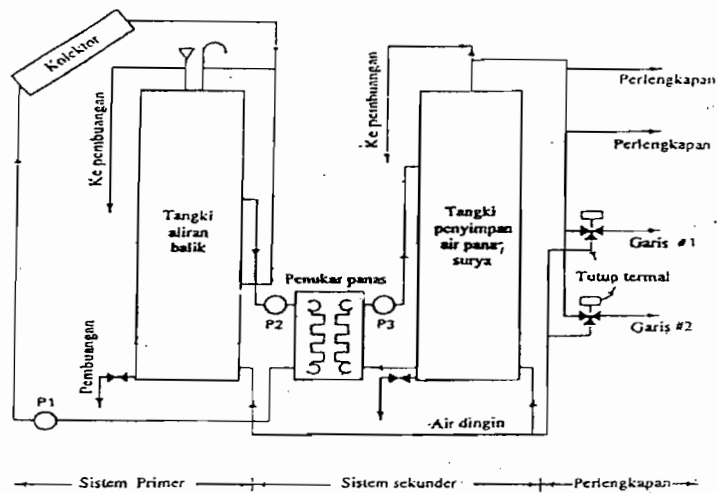 Kolektor
Ke pembuangan
Tangki
aliran
balik
Pembuangan
P1
P2
Penukar panas
P3
Ke pembuangan
Tangki
penyimpan
air panas
surya
Air dingin
Perlengkapan
Perlengkapan
Garis #1
Tutup termal
Garis #2
Sistem Primer
Sistem sekunder
Perlengkapan